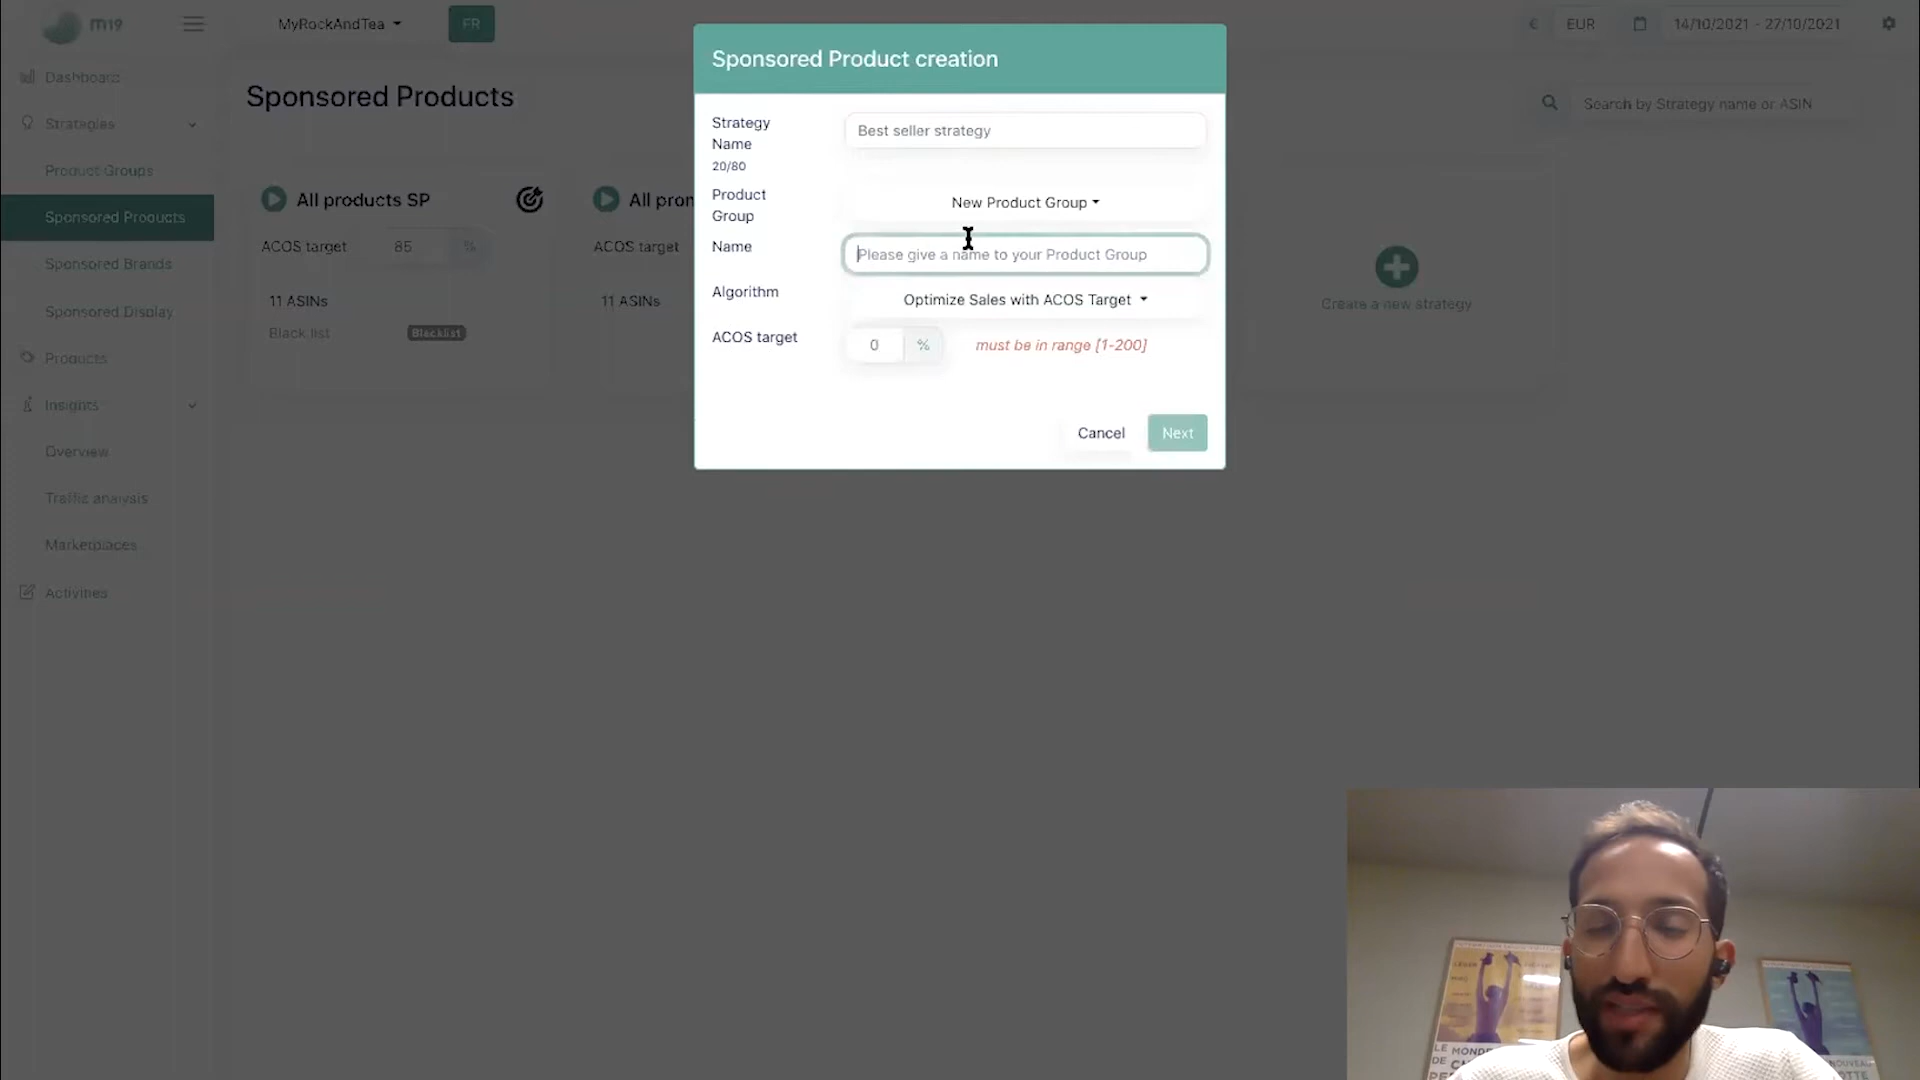 m19
MyRockAndTea
FR
EUR
14/10/2021 - 27/10/2021
Dashboard
Strategies
Product Groups
Sponsored Products
Sponsored Brands
Sponsored Display
Products
Insights
Overview
Traffic analysis
Marketplaces
Activities
Sponsored Products
Search by Strategy name or ASIN
All products SP
ACOS target 85 %
11 ASINs
Black list Blacklist
ACOS target
11 ASINs
Create a new strategy
Sponsored Product creation
Strategy Name
20/80
Best seller strategy
Product Group
New Product Group
Name
Please give a name to your Product Group
Algorithm
Optimize Sales with ACOS Target
ACOS target
0 %
must be in range [1-200]
Cancel
Next
LE MONDE
DE